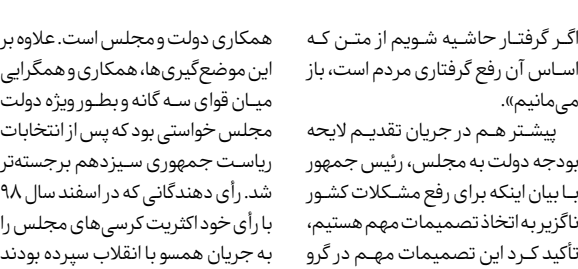 اگر گرفتار حاشیه شویم از متن که
اساس آن رفع گرفتاری مردم است، باز
می‌مانیم».
پیشتر هم در جریان تقدیم لایحه
بودجه دولت به مجلس، رئیس جمهور
با بیان اینکه برای رفع مشکلات کشور
ناگزیر به اتخاذ تصمیمات مهم هستیم،
تأکید کرد این تصمیمات مهم در گرو
همکاری دولت و مجلس است. علاوه بر
این موضع‌گیری‌ها، همکاری و همگرایی
میان قوای سه گانه و بطور ویژه دولت
مجلس خواستی بود که پس از انتخابات
ریاست جمهوری سیزدهم برجسته‌تر
شد. رأی دهندگانی که در اسفند سال ۹۸
با رأی خود اکثریت کرسی‌های مجلس را
به جریان همسو با انقلاب سپرده بودند